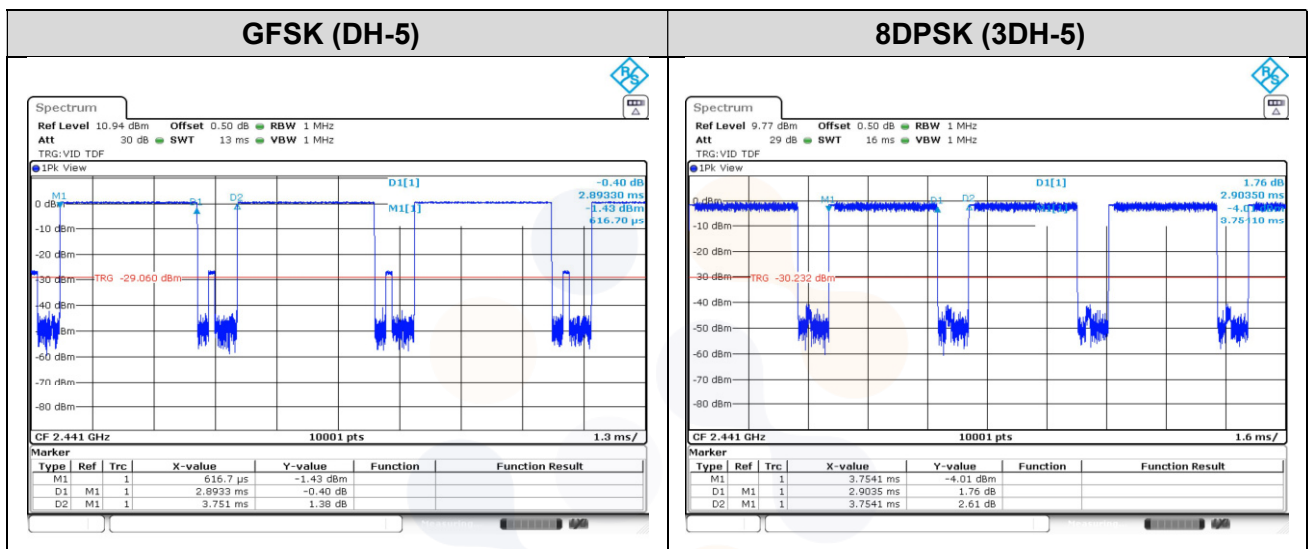 GFSK (DH-5)
8DPSK (3DH-5)
R&S
Spectrum
Ref Level 10.94 dBm Offset 0.50 dB RBW 1 MHz
Att 30 dB SWT 13 ms VBW 1 MHz
TRG:VID TDF
1Pk View
D1[1] -0.40 dB
2.89330 ms
M1[1] -1.43 dBm
616.70 µs
M1
D1
D2
0 dBm
-10 dBm
-20 dBm
-30 dBm
TRG -29.060 dBm
-40 dBm
-60 dBm
-70 dBm
-80 dBm
CF 2.441 GHz 10001 pts 1.3 ms/
Marker
Type Ref Trc X-value Y-value Function Function Result
M1 1 616.7 µs -1.43 dBm
D1 M1 1 2.8933 ms -0.40 dB
D2 M1 1 3.751 ms 1.38 dB
R&S
Spectrum
Ref Level 9.77 dBm Offset 0.50 dB RBW 1 MHz
Att 29 dB SWT 16 ms VBW 1 MHz
TRG:VID TDF
1Pk View
D1[1] 1.76 dB
2.90350 ms
M1
D1
D2
0 dBm
-10 dBm
-20 dBm
-30 dBm
TRG -30.232 dBm
-40 dBm
-50 dBm
-60 dBm
-70 dBm
-80 dBm
CF 2.441 GHz 10001 pts 1.6 ms/
Marker
Type Ref Trc X-value Y-value Function Function Result
M1 1 3.7541 ms -4.01 dBm
D1 M1 1 2.9035 ms 1.76 dB
D2 M1 1 3.7541 ms 2.61 dB